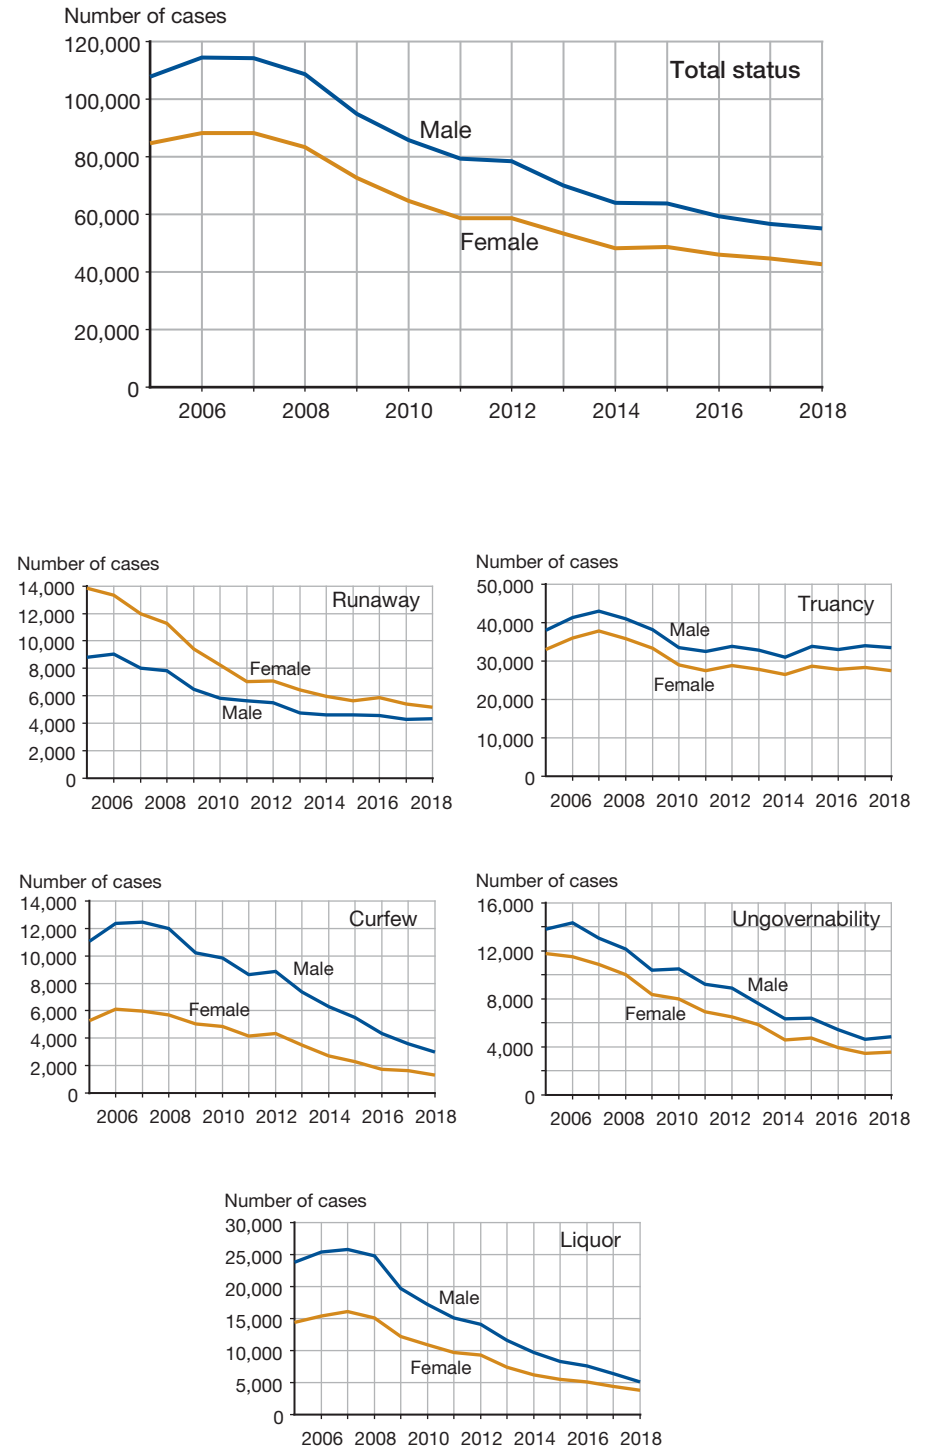 Number of cases
120,000
Total status
100,000
Male
80,000
60,000
Female
40,000
20,000
0
2006 2008 2010 2012 2014 2016 2018
Number of cases
14,000
Runaway
12,000
10,000
Female
8,000
6,000
Male
4,000
2,000
0
2006 2008 2010 2012 2014 2016 2018
Number of cases
50,000
Truancy
40,000
Male
30,000
Female
20,000
10,000
0
2006 2008 2010 2012 2014 2016 2018
Number of cases
14,000
Curfew
12,000
10,000
Male
8,000
Female
6,000
4,000
2,000
0
2006 2008 2010 2012 2014 2016 2018
Number of cases
16,000
Ungovernability
12,000
Male
8,000
Female
4,000
0
2006 2008 2010 2012 2014 2016 2018
Number of cases
30,000
Liquor
25,000
20,000
Male
15,000
10,000
Female
5,000
0
2006 2008 2010 2012 2014 2016 2018